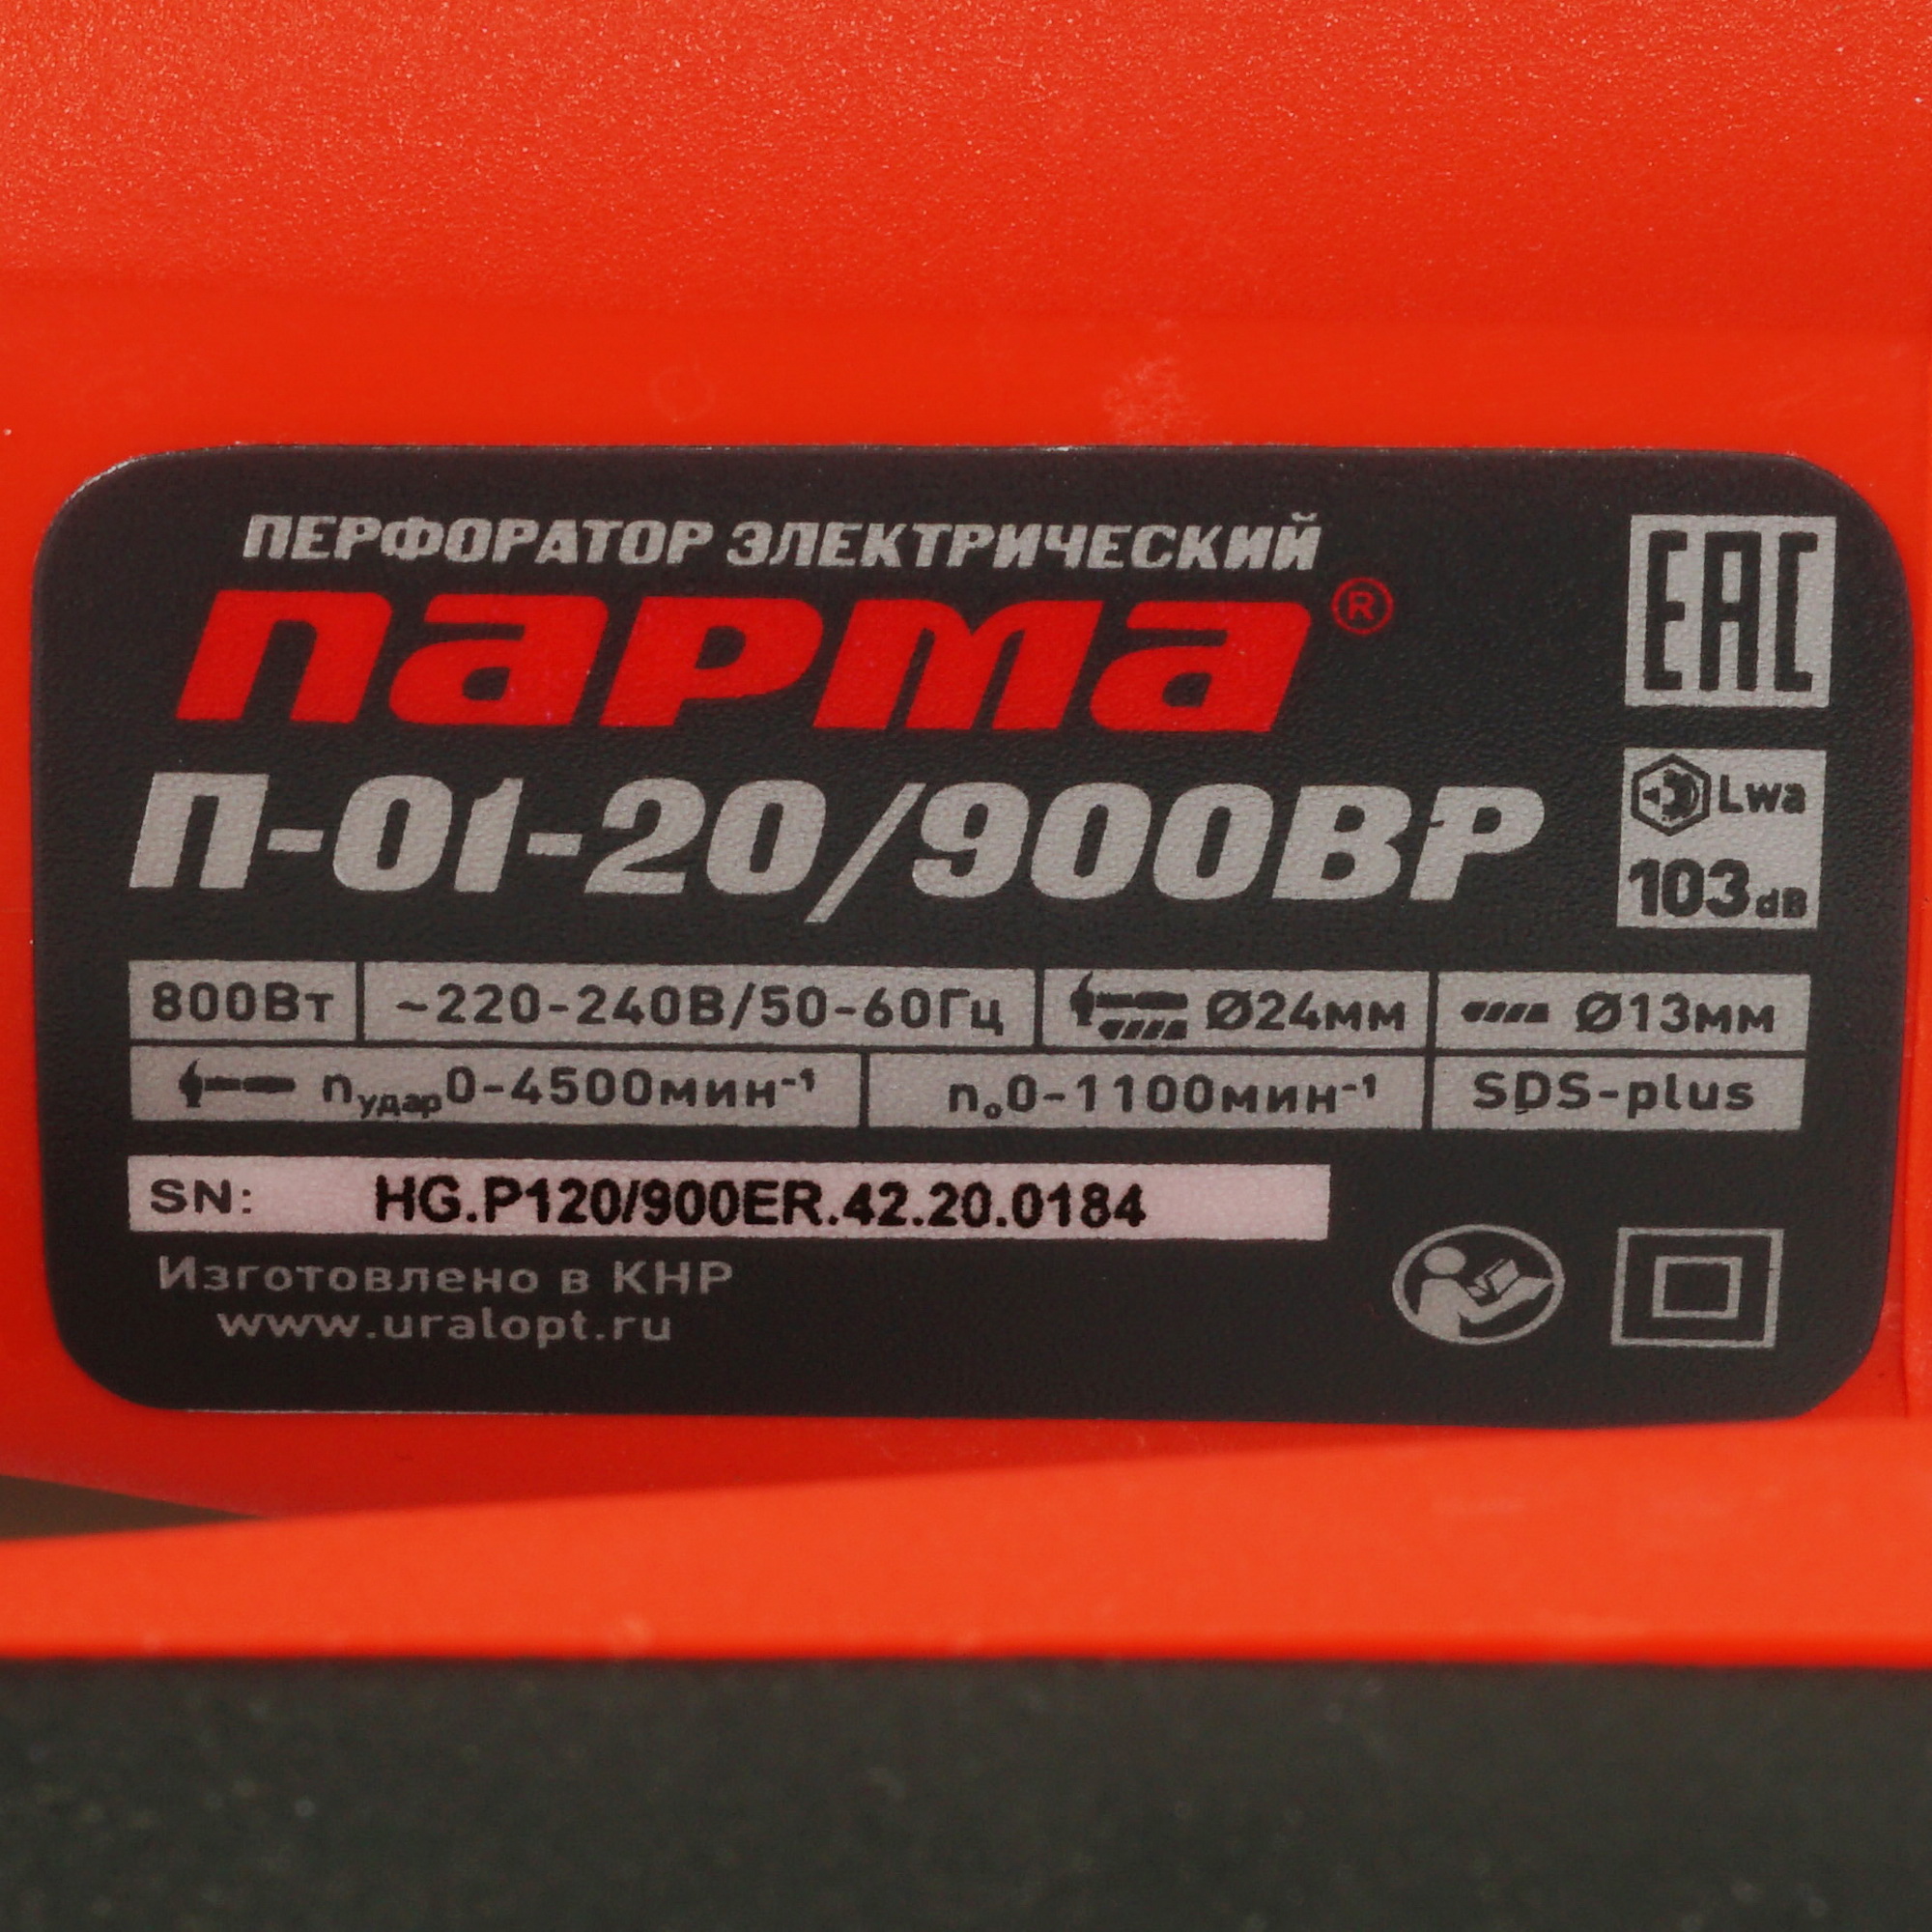 ПЕРФОРАТОР ЭЛЕКТРИЧЕСКИЙ
ПАРМА®
EAC
П-01-20/900ВР
Lwa
103dB
800Вт ~220-240В/50-60Гц Ø24мм Ø13мм
nудар0-4500мин⁻¹ n₀0-1100мин⁻¹ SDS-plus
SN: HG.P120/900ER.42.20.0184
Изготовлено в КНР
www.uralopt.ru